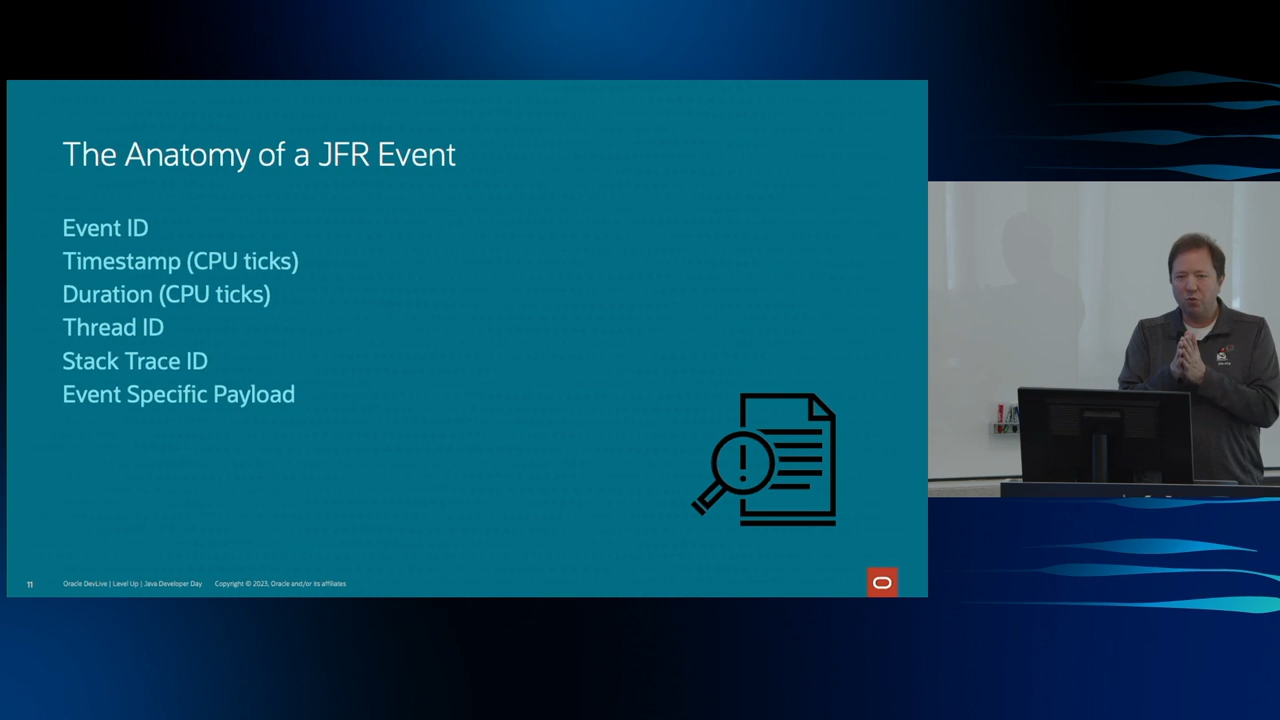 The Anatomy of a JFR Event
Event ID
Timestamp (CPU ticks)
Duration (CPU ticks)
Thread ID
Stack Trace ID
Event Specific Payload
11 Oracle DevLive | Level Up | Java Developer Day Copyright © 2023, Oracle and/or its affiliates